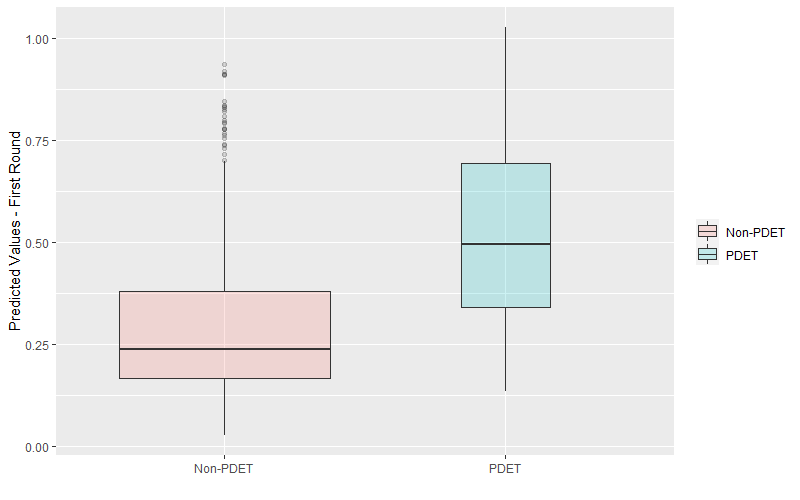 Predicted Values - First Round
1.00
0.75
0.50
0.25
0.00
Non-PDET
PDET
Non-PDET
PDET